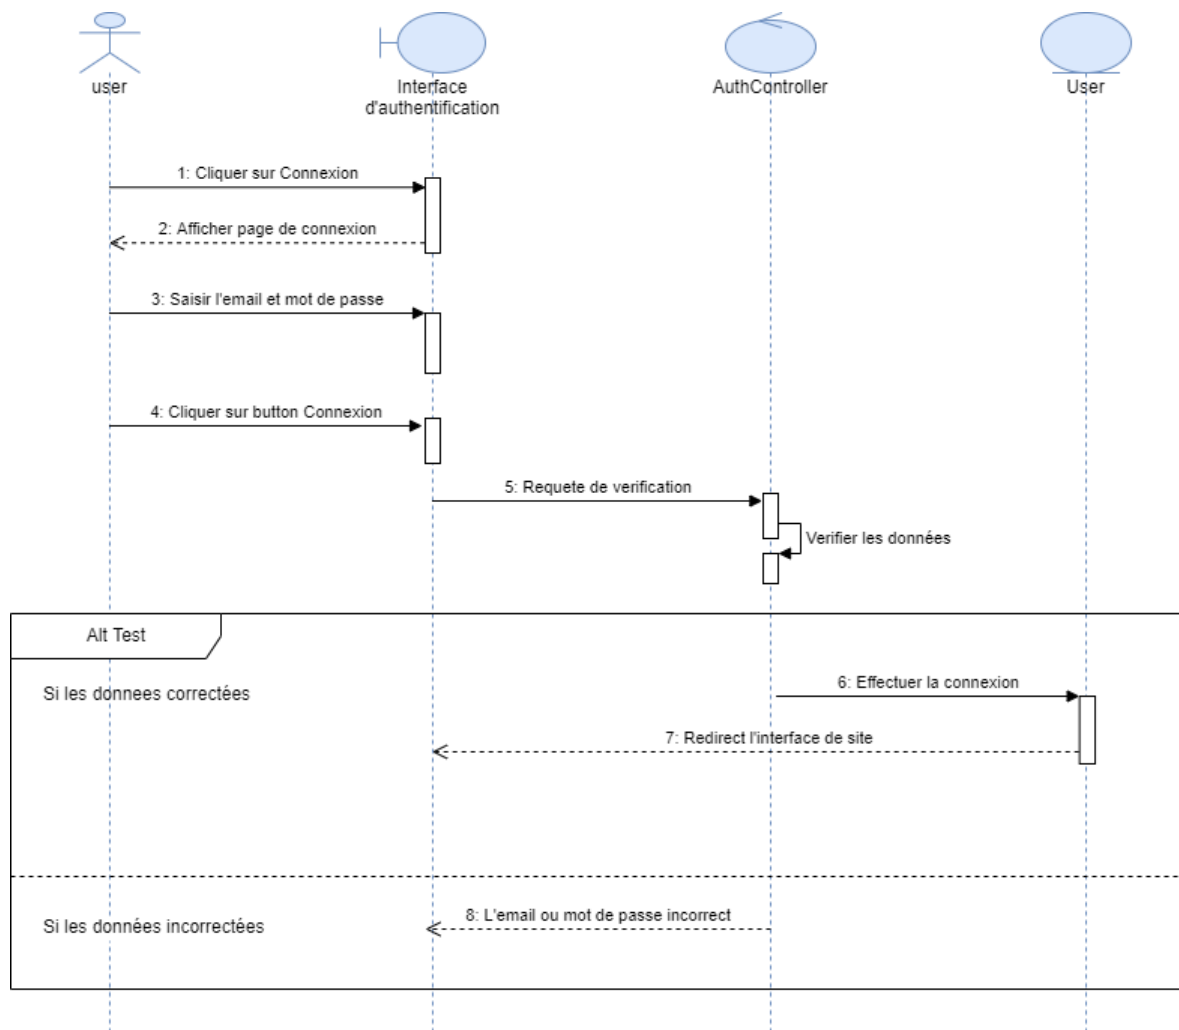 user
Interface
d'authentification
AuthController
User
1: Cliquer sur Connexion
2: Afficher page de connexion
3: Saisir l'email et mot de passe
4: Cliquer sur button Connexion
5: Requete de verification
Verifier les données
Alt Test
Si les donnees correctées
6: Effectuer la connexion
7: Redirect l'interface de site
Si les données incorrectées
8: L'email ou mot de passe incorrect